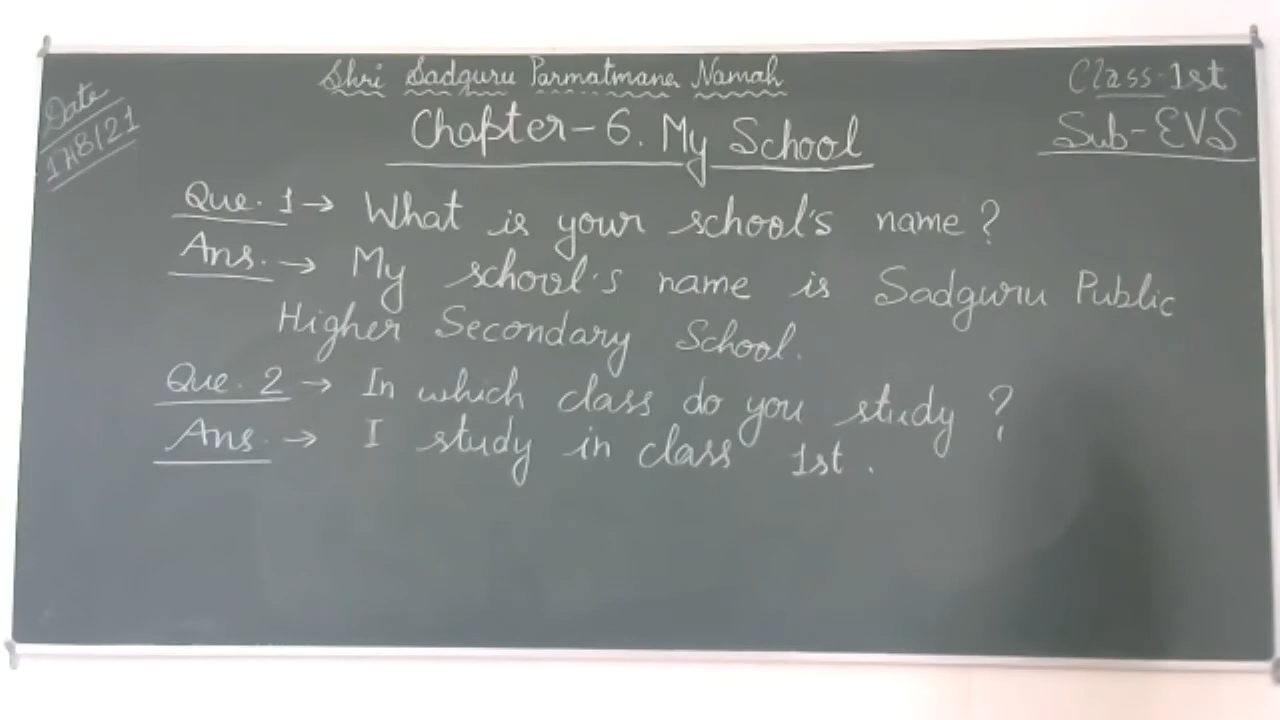 Shri Sadguru Parmatmane Namah
Date
17/8/21
Class-1st
Sub-EVS
Chapter-6. My School
Que. 1→ What is your school's name?
Ans. → My school's name is Sadguru Public
Higher Secondary School.
Que. 2 → In which class do you study ?
Ans. → I study in class 1st.